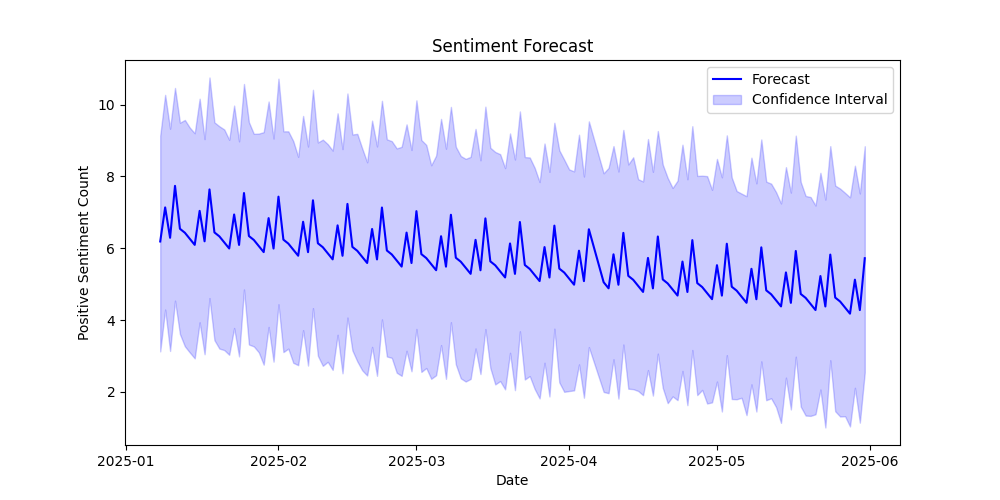 Sentiment Forecast
Forecast
Confidence Interval
Positive Sentiment Count
10
8
6
4
2
2025-01
2025-02
2025-03
2025-04
2025-05
2025-06
Date